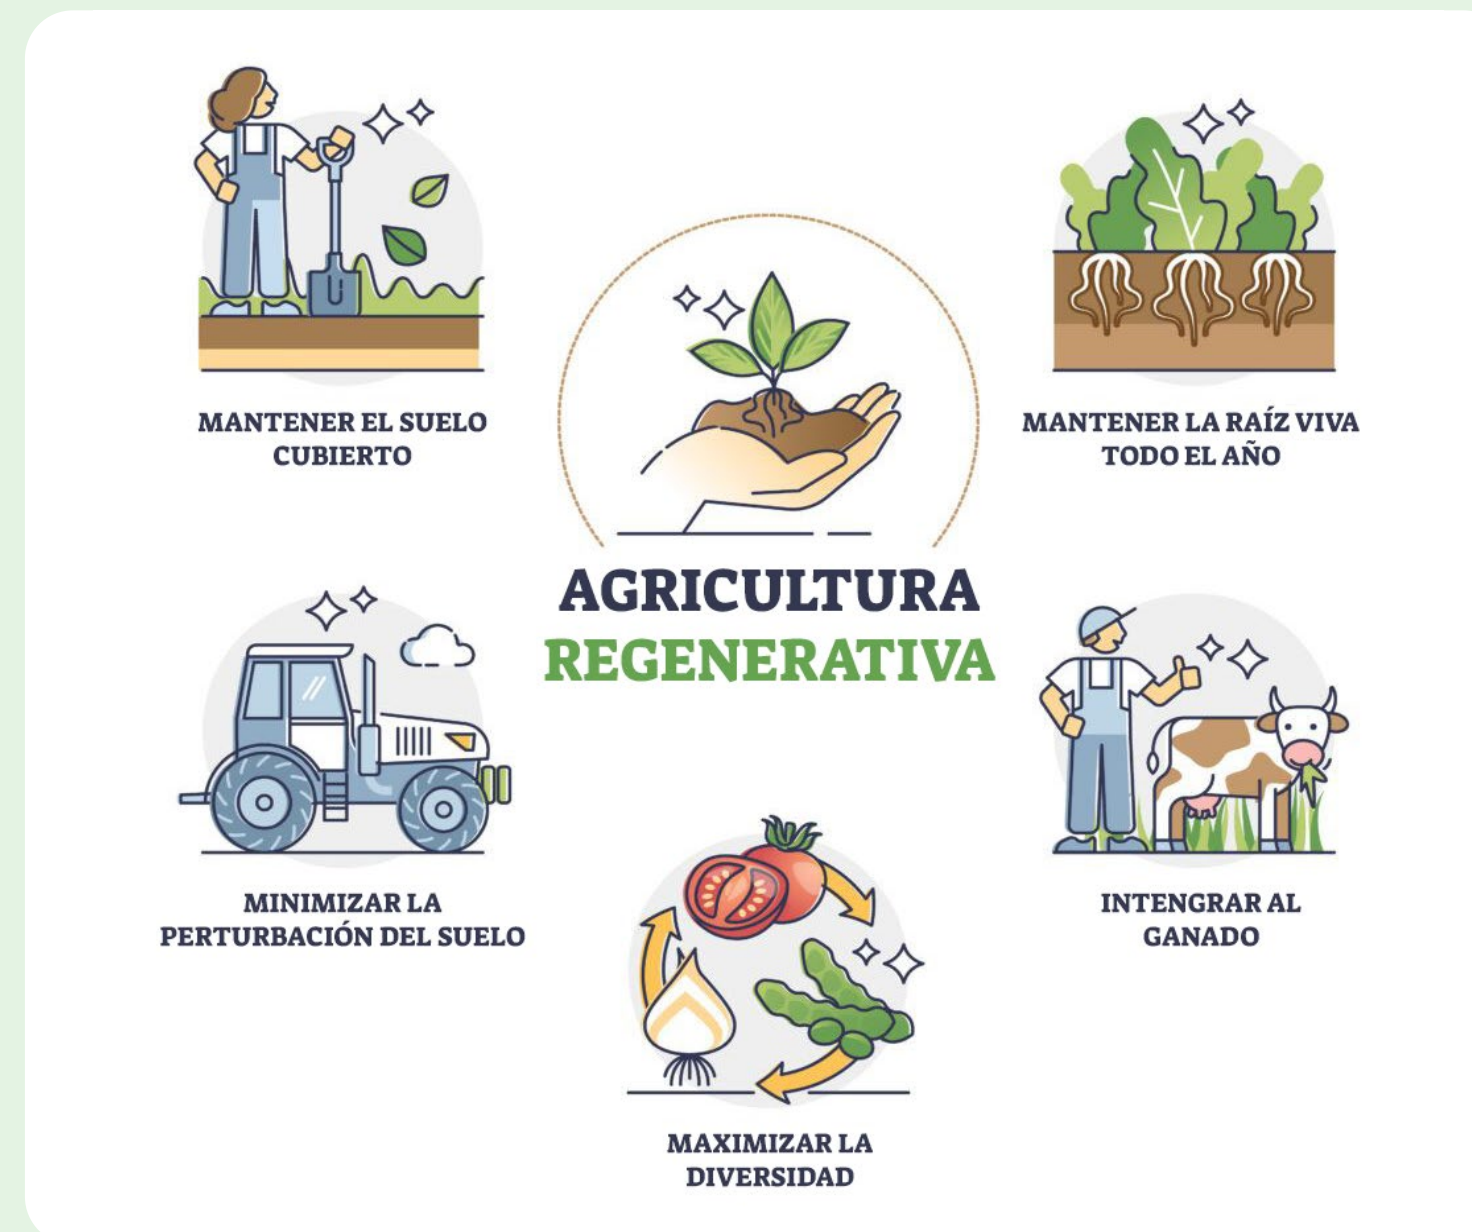 MANTENER EL SUELO
CUBIERTO
MANTENER LA RAÍZ VIVA
TODO EL AÑO
AGRICULTURA
REGENERATIVA
MINIMIZAR LA
PERTURBACIÓN DEL SUELO
INTENGRAR AL
GANADO
MAXIMIZAR LA
DIVERSIDAD